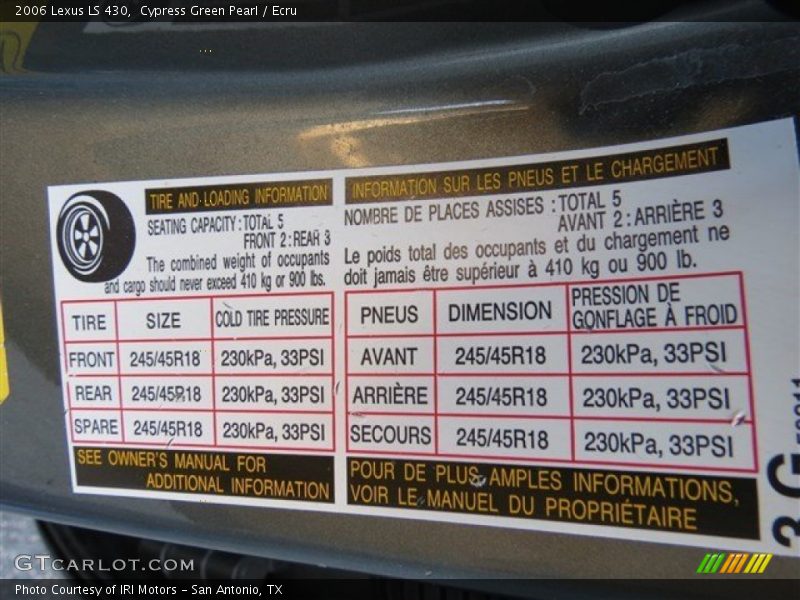 2006 Lexus LS 430, Cypress Green Pearl / Ecru
TIRE AND LOADING INFORMATION
SEATING CAPACITY : TOTAL 5
FRONT 2 : REAR 3
The combined weight of occupants
and cargo should never exceed 410 kg or 900 lbs.
TIRE SIZE COLD TIRE PRESSURE
FRONT 245/45R18 230kPa, 33PSI
REAR 245/45R18 230kPa, 33PSI
SPARE 245/45R18 230kPa, 33PSI
SEE OWNER'S MANUAL FOR
ADDITIONAL INFORMATION
INFORMATION SUR LES PNEUS ET LE CHARGEMENT
NOMBRE DE PLACES ASSISES : TOTAL 5
AVANT 2 : ARRIÈRE 3
Le poids total des occupants et du chargement ne
doit jamais être supérieur à 410 kg ou 900 lb.
PNEUS DIMENSION PRESSION DE
GONFLAGE À FROID
AVANT 245/45R18 230kPa, 33PSI
ARRIÈRE 245/45R18 230kPa, 33PSI
SECOURS 245/45R18 230kPa, 33PSI
POUR DE PLUS AMPLES INFORMATIONS,
VOIR LE MANUEL DU PROPRIÉTAIRE
3 G
GTCARLOT.COM
Photo Courtesy of IRI Motors - San Antonio, TX